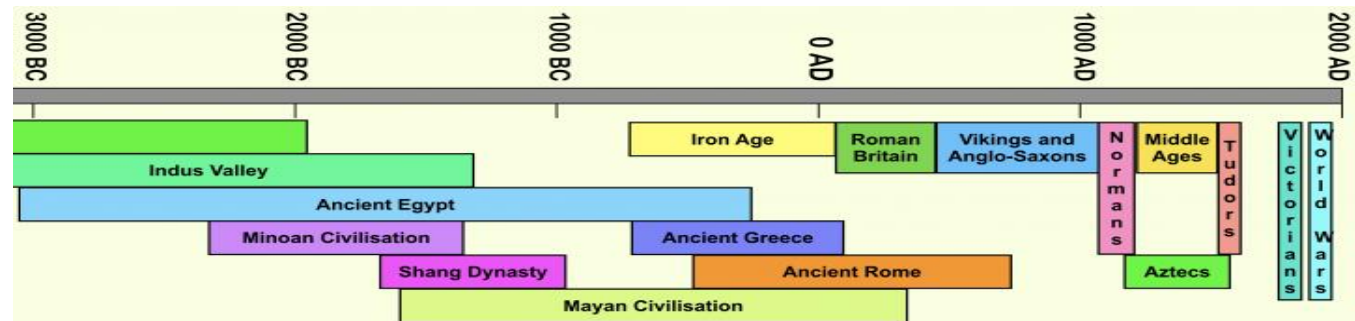 3000 BC
2000 BC
1000 BC
0 AD
1000 AD
2000 AD
Iron Age
Roman
Britain
Vikings and
Anglo-Saxons
Normans
Middle
Ages
Tudors
Victorians
World Wars
Indus Valley
Ancient Egypt
Minoan Civilisation
Ancient Greece
Shang Dynasty
Ancient Rome
Aztecs
Mayan Civilisation